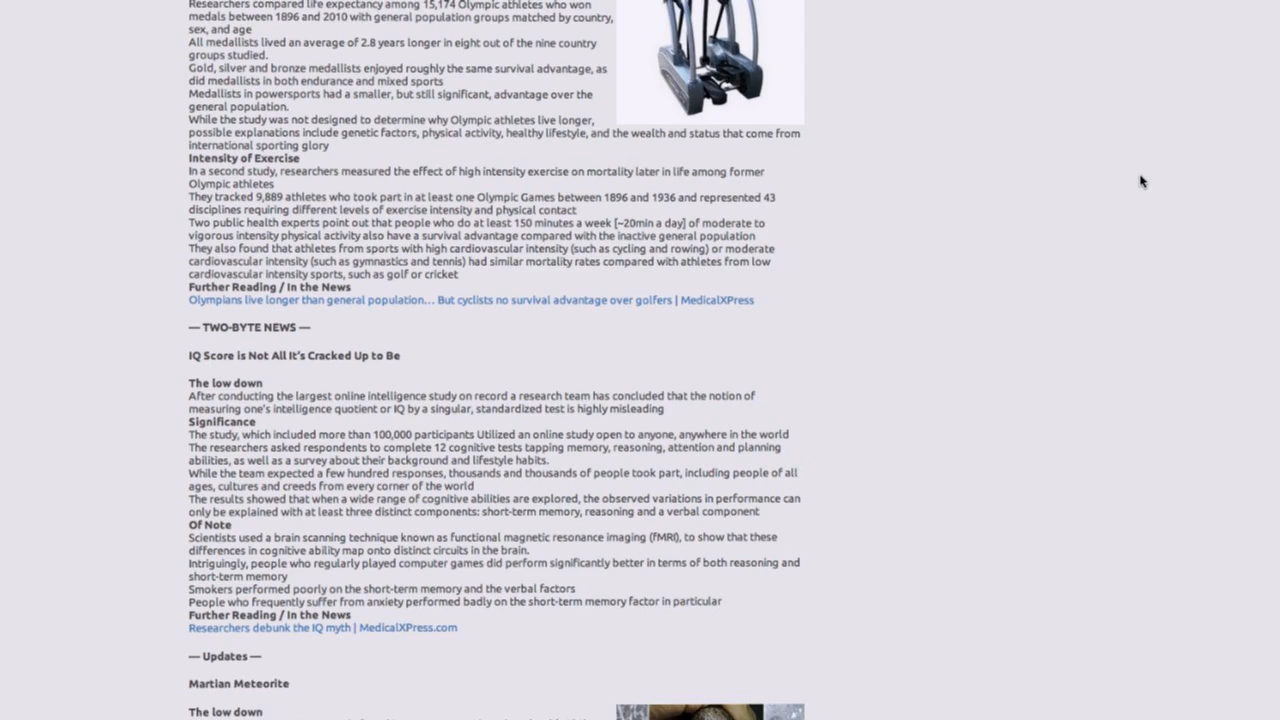 Researchers compared life expectancy among 15,174 Olympic athletes who won
medals between 1896 and 2010 with general population groups matched by country,
sex, and age
All medallists lived an average of 2.8 years longer in eight out of the nine country
groups studied.
Gold, silver and bronze medallists enjoyed roughly the same survival advantage, as
did medallists in both endurance and mixed sports
Medallists in powersports had a smaller, but still significant, advantage over the
general population.
While the study was not designed to determine why Olympic athletes live longer,
possible explanations include genetic factors, physical activity, healthy lifestyle, and the wealth and status that come from
international sporting glory
Intensity of Exercise
In a second study, researchers measured the effect of high intensity exercise on mortality later in life among former
Olympic athletes
They tracked 9,889 athletes who took part in at least one Olympic Games between 1896 and 1936 and represented 43
disciplines requiring different levels of exercise intensity and physical contact
Two public health experts point out that people who do at least 150 minutes a week [~20min a day] of moderate to
vigorous intensity physical activity also have a survival advantage compared with the inactive general population
They also found that athletes from sports with high cardiovascular intensity (such as cycling and rowing) or moderate
cardiovascular intensity (such as gymnastics and tennis) had similar mortality rates compared with athletes from low
cardiovascular intensity sports, such as golf or cricket
Further Reading / In the News
Olympians live longer than general population… But cyclists no survival advantage over golfers | MedicalXPress
— TWO-BYTE NEWS —
IQ Score is Not All It's Cracked Up to Be
The low down
After conducting the largest online intelligence study on record a research team has concluded that the notion of
measuring one's intelligence quotient or IQ by a singular, standardized test is highly misleading
Significance
The study, which included more than 100,000 participants Utilized an online study open to anyone, anywhere in the world
The researchers asked respondents to complete 12 cognitive tests tapping memory, reasoning, attention and planning
abilities, as well as a survey about their background and lifestyle habits.
While the team expected a few hundred responses, thousands and thousands of people took part, including people of all
ages, cultures and creeds from every corner of the world
The results showed that when a wide range of cognitive abilities are explored, the observed variations in performance can
only be explained with at least three distinct components: short-term memory, reasoning and a verbal component
Of Note
Scientists used a brain scanning technique known as functional magnetic resonance imaging (fMRI), to show that these
differences in cognitive ability map onto distinct circuits in the brain.
Intriguingly, people who regularly played computer games did perform significantly better in terms of both reasoning and
short-term memory
Smokers performed poorly on the short-term memory and the verbal factors
People who frequently suffer from anxiety performed badly on the short-term memory factor in particular
Further Reading / In the News
Researchers debunk the IQ myth | MedicalXPress.com
— Updates —
Martian Meteorite
The low down